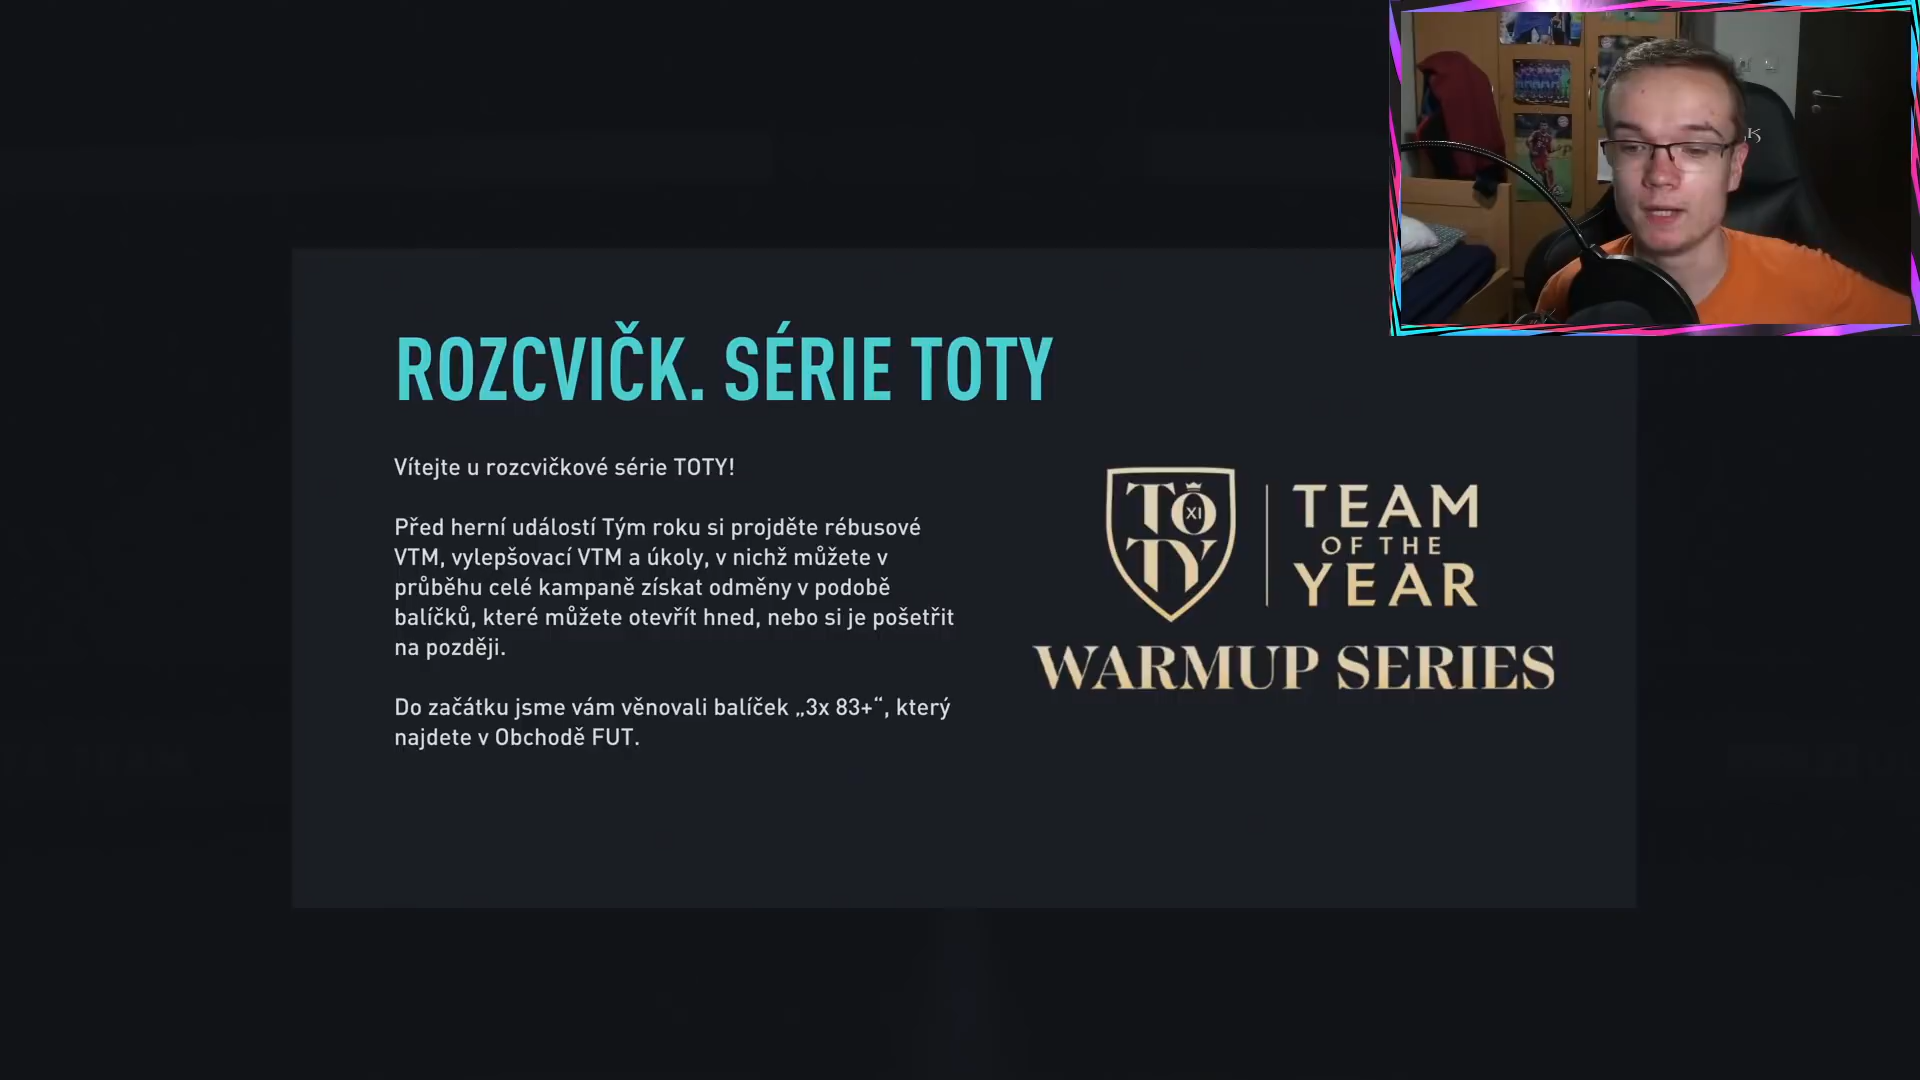 ROZCVIČK. SÉRIE TOTY
Vítejte u rozcvičkové série TOTY!
Před herní událostí Tým roku si projděte rébusové
VTM, vylepšovací VTM a úkoly, v nichž můžete v
průběhu celé kampaně získat odměny v podobě
balíčků, které můžete otevřít hned, nebo si je pošetřit
na později.
Do začátku jsme vám věnovali balíček „3x 83+“, který
najdete v Obchodě FUT.
TO
XI
TY
TEAM
OF THE
YEAR
WARMUP SERIES